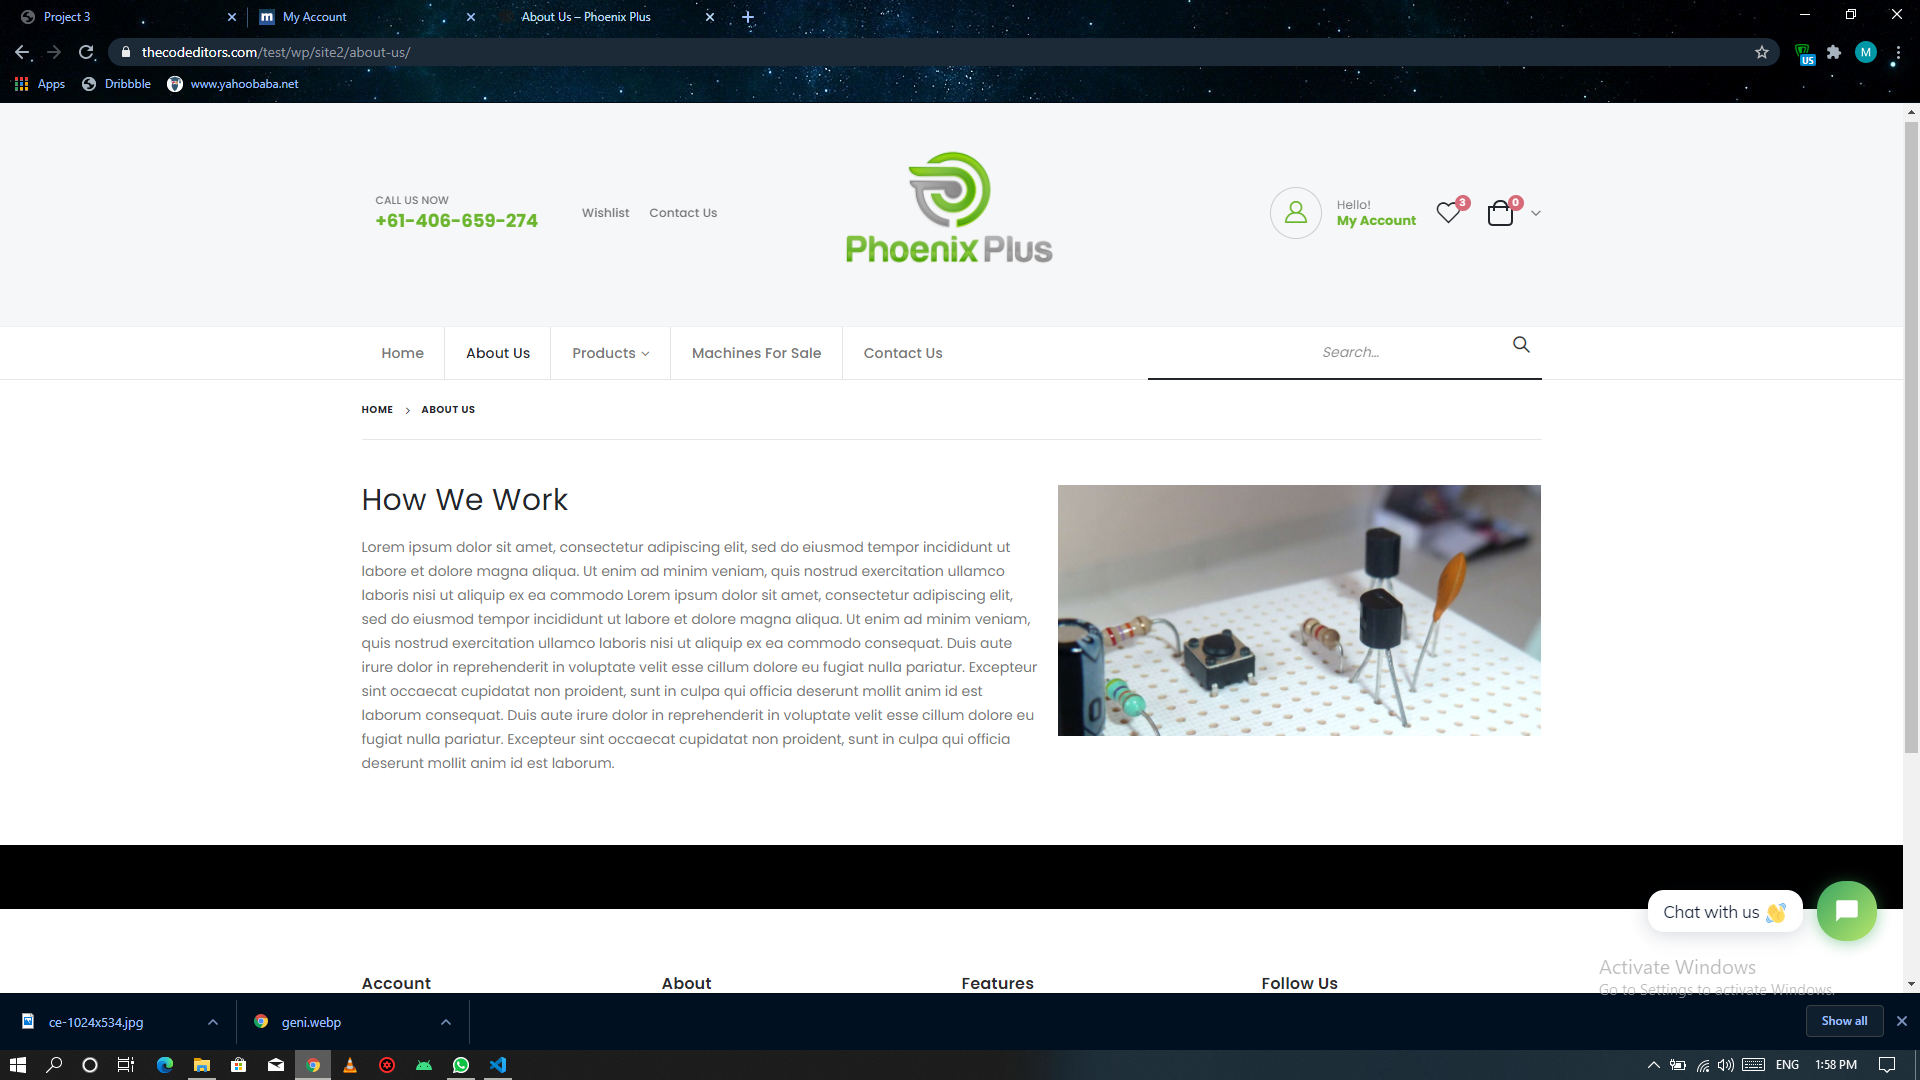 Project 3
My Account
About Us – Phoenix Plus
thecodeditors.com/test/wp/site2/about-us/
US
M
Apps
Dribbble
www.yahoobaba.net
CALL US NOW
+61-406-659-274
Wishlist
Contact Us
Phoenix Plus
Hello!
My Account
3
0
Home
About Us
Products
Machines For Sale
Contact Us
Search...
HOME > ABOUT US
How We Work
Lorem ipsum dolor sit amet, consectetur adipiscing elit, sed do eiusmod tempor incididunt ut
labore et dolore magna aliqua. Ut enim ad minim veniam, quis nostrud exercitation ullamco
laboris nisi ut aliquip ex ea commodo Lorem ipsum dolor sit amet, consectetur adipiscing elit,
sed do eiusmod tempor incididunt ut labore et dolore magna aliqua. Ut enim ad minim veniam,
quis nostrud exercitation ullamco laboris nisi ut aliquip ex ea commodo consequat. Duis aute
irure dolor in reprehenderit in voluptate velit esse cillum dolore eu fugiat nulla pariatur. Excepteur
sint occaecat cupidatat non proident, sunt in culpa qui officia deserunt mollit anim id est
laborum consequat. Duis aute irure dolor in reprehenderit in voluptate velit esse cillum dolore eu
fugiat nulla pariatur. Excepteur sint occaecat cupidatat non proident, sunt in culpa qui officia
deserunt mollit anim id est laborum.
Chat with us 👋
Account
About
Features
Follow Us
Activate Windows
Go to Settings to activate Windows.
ce-1024x534.jpg
geni.webp
Show all
ENG
1:58 PM